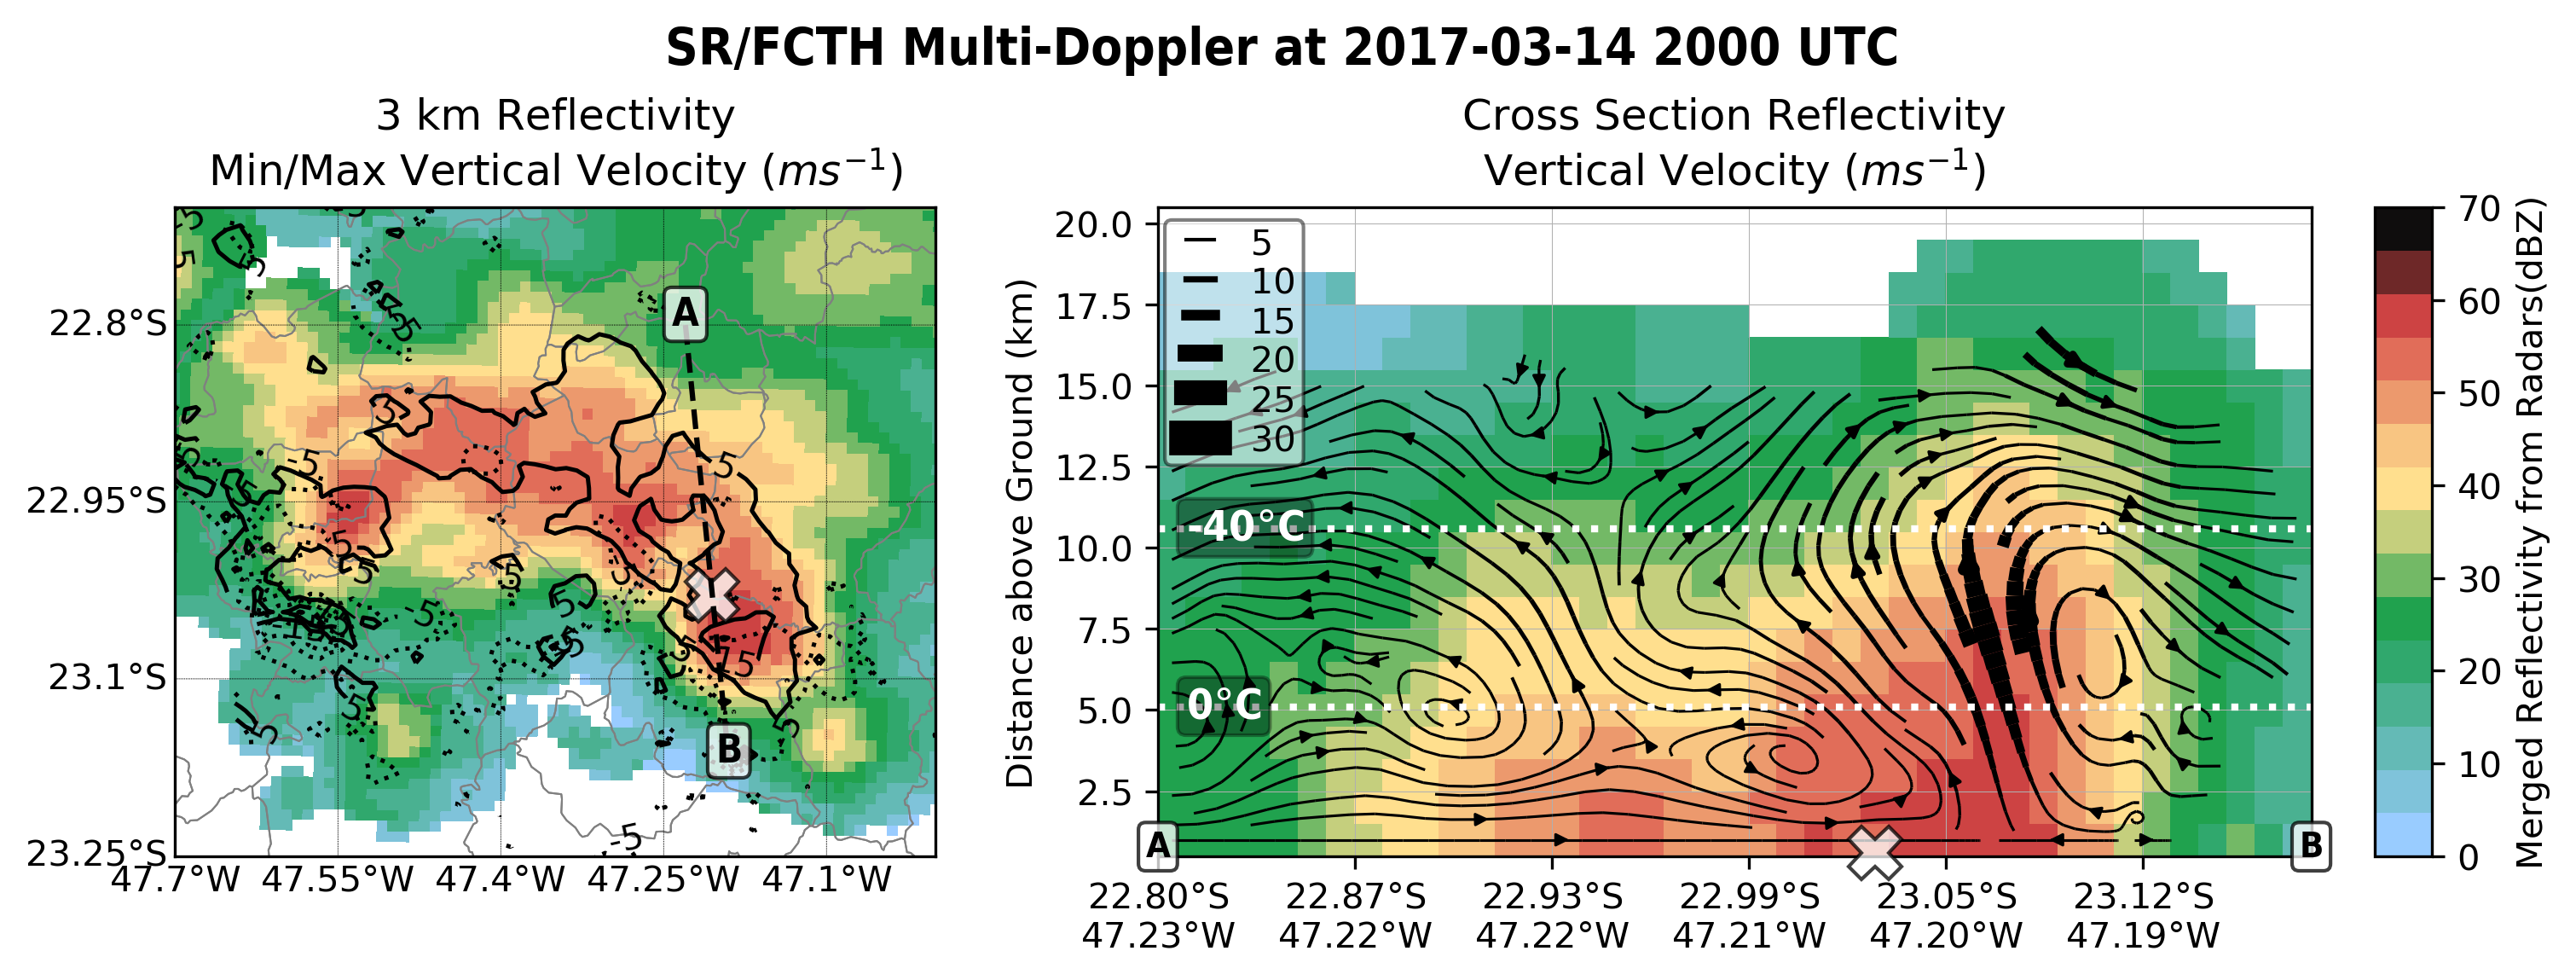 SR/FCTH Multi-Doppler at 2017-03-14 2000 UTC
3 km Reflectivity
Min/Max Vertical Velocity (ms⁻¹)
Cross Section Reflectivity
Vertical Velocity (ms⁻¹)
22.8°S
22.95°S
23.1°S
23.25°S
47.7°W 47.55°W 47.4°W 47.25°W 47.1°W
A
B
5
-5
15
Distance above Ground (km)
20.0
17.5
15.0
12.5
10.0
7.5
5.0
2.5
5
10
15
20
25
30
-40°C
0°C
A
B
22.80°S 22.87°S 22.93°S 22.99°S 23.05°S 23.12°S
47.23°W 47.22°W 47.22°W 47.21°W 47.20°W 47.19°W
70
60
50
40
30
20
10
0
Merged Reflectivity from Radars(dBZ)